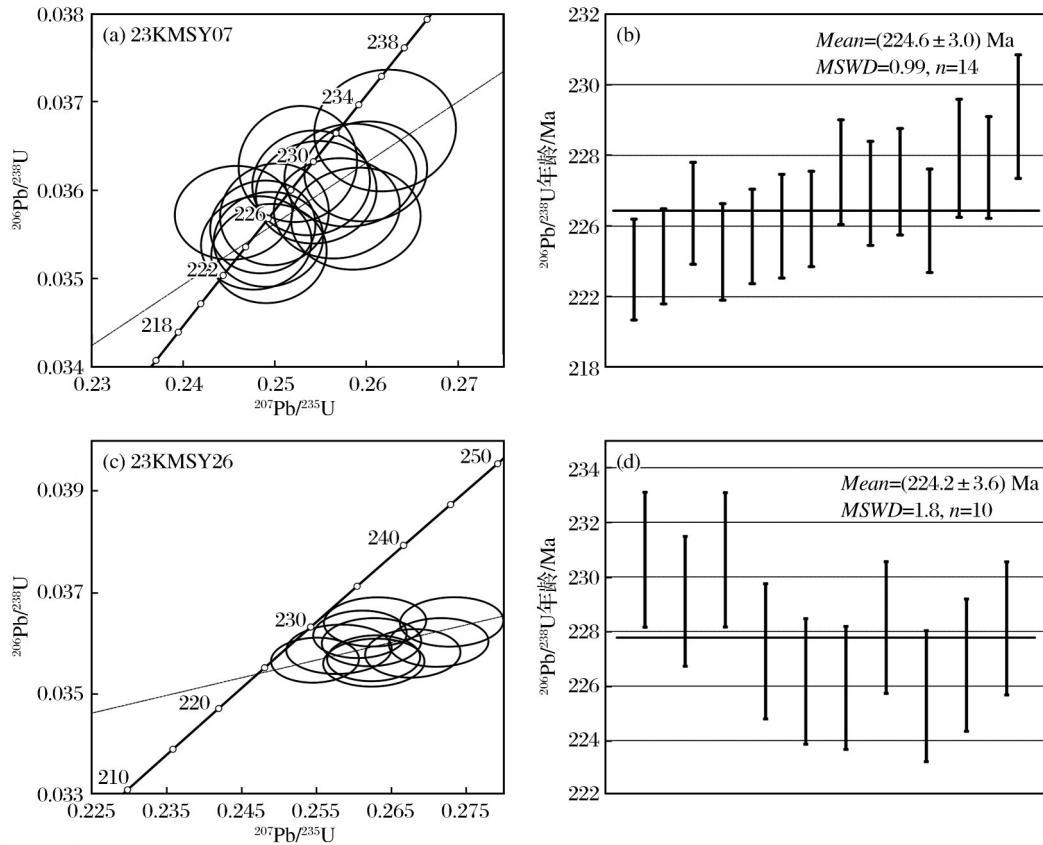 (a) 23KMSY07
0.038
0.037
0.036
0.035
0.034
²⁰⁶Pb/²³⁸U
238
234
230
226
222
218
0.23 0.24 0.25 0.26 0.27
²⁰⁷Pb/²³⁵U
(b)
Mean=(224.6±3.0) Ma
MSWD=0.99, n=14
232
230
228
226
222
218
²⁰⁶Pb/²³⁸U年龄/Ma
(c) 23KMSY26
0.039
0.037
0.035
0.033
²⁰⁶Pb/²³⁸U
250
240
230
220
210
0.225 0.235 0.245 0.255 0.265 0.275
²⁰⁷Pb/²³⁵U
(d)
Mean=(224.2±3.6) Ma
MSWD=1.8, n=10
234
232
230
228
226
224
222
²⁰⁶Pb/²³⁸U年龄/Ma